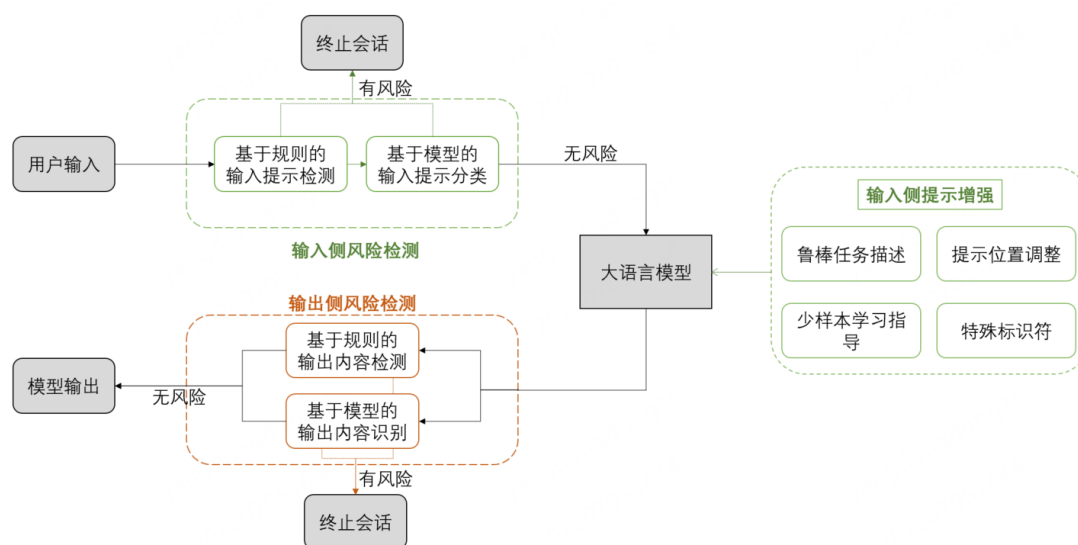 终止会话
有风险
用户输入
基于规则的
输入提示检测
基于模型的
输入提示分类
无风险
输入侧风险检测
输入侧提示增强
鲁棒任务描述
提示位置调整
少样本学习指
导
特殊标识符
大语言模型
输出侧风险检测
基于规则的
输出内容检测
基于模型的
输出内容识别
模型输出
无风险
有风险
终止会话